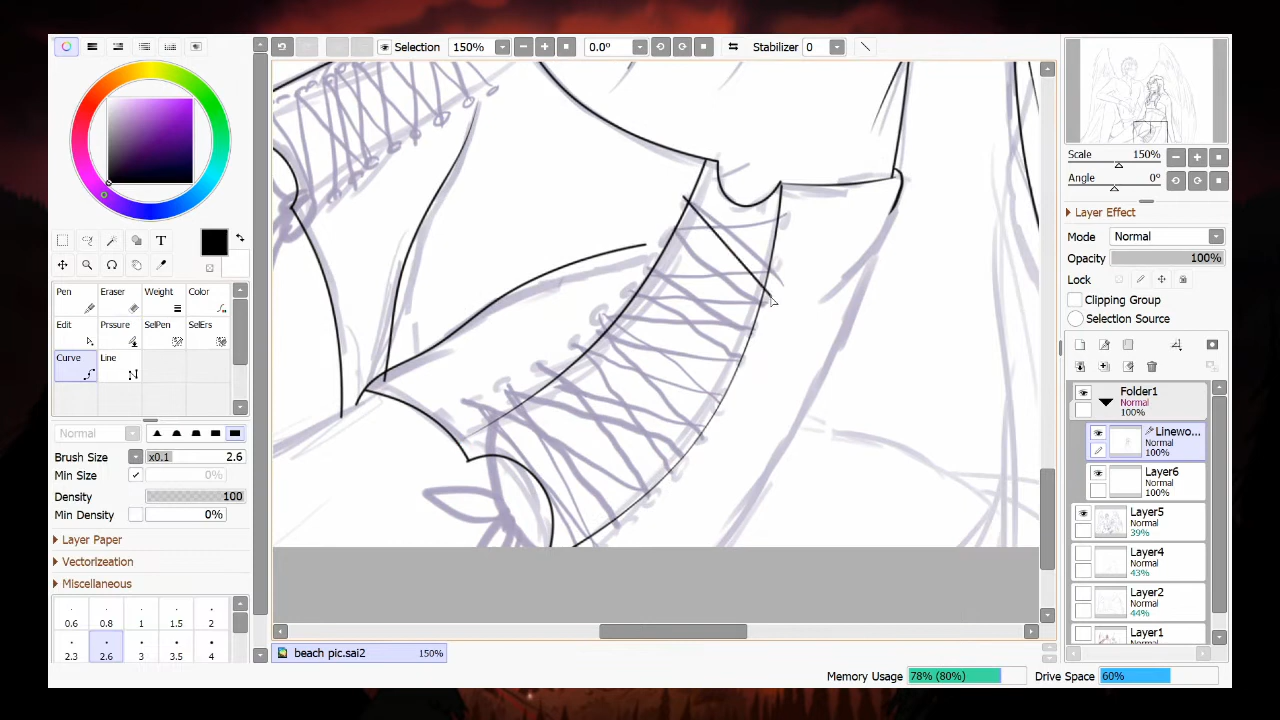 Selection 150% 0.0º Stabilizer 0
T
Pen Eraser Weight Color
Edit Prssure SelPen SelErs
Curve Line
Normal
Brush Size x0.1 2.6
Min Size 0%
Density 100
Min Density 0%
Layer Paper
Vectorization
Miscellaneous
0.6 0.8 1 1.5 2
2.3 2.6 3 3.5 4
beach pic.sai2 150%
Scale 150%
Angle 0°
Layer Effect
Mode Normal
Opacity 100%
Lock
Clipping Group
Selection Source
Folder1
Normal
100%
Linewo...
Normal
100%
Layer6
Normal
100%
Layer5
Normal
39%
Layer4
Normal
43%
Layer2
Normal
44%
Layer1
Normal
Memory Usage 78% (80%) Drive Space 60%